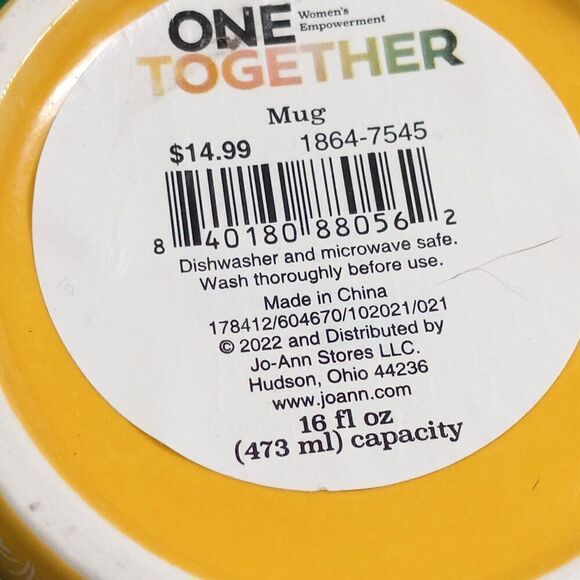 ONE Women's
Empowerment
TOGETHER
Mug
$14.99 1864-7545
8 40180 88056 2
Dishwasher and microwave safe.
Wash thoroughly before use.
Made in China
178412/604670/102021/021
© 2022 and Distributed by
Jo-Ann Stores LLC.
Hudson, Ohio 44236
www.joann.com
16 fl oz
(473 ml) capacity